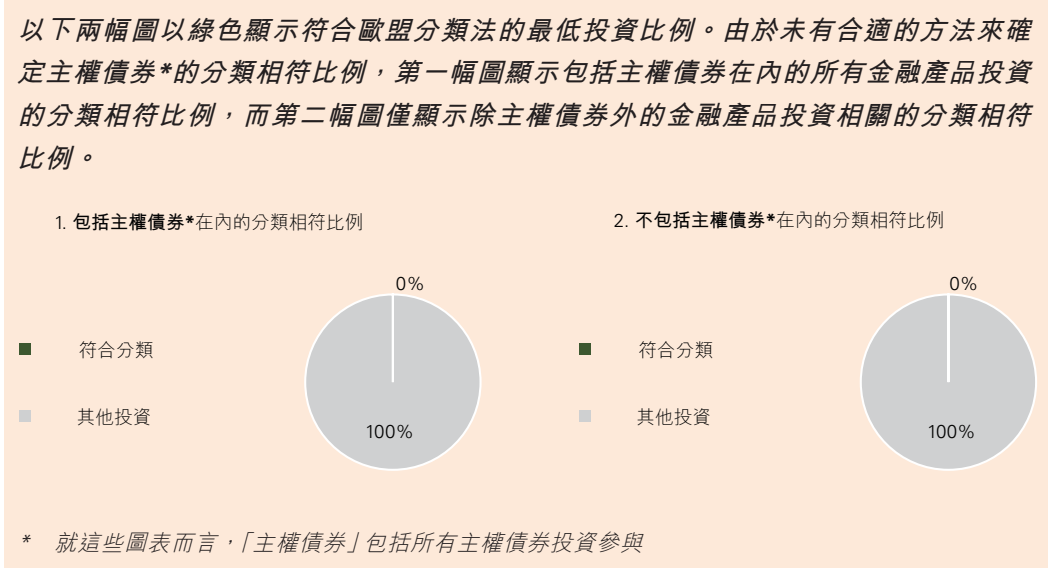 以下兩幅圖以綠色顯示符合歐盟分類法的最低投資比例。由於未有合適的方法來確
定主權債券*的分類相符比例，第一幅圖顯示包括主權債券在內的所有金融產品投資
的分類相符比例，而第二幅圖僅顯示除主權債券外的金融產品投資相關的分類相符
比例。
1. 包括主權債券*在內的分類相符比例
0%
符合分類
其他投資
100%
2. 不包括主權債券*在內的分類相符比例
0%
符合分類
其他投資
100%
* 就這些圖表而言，「主權債券」包括所有主權債券投資參與